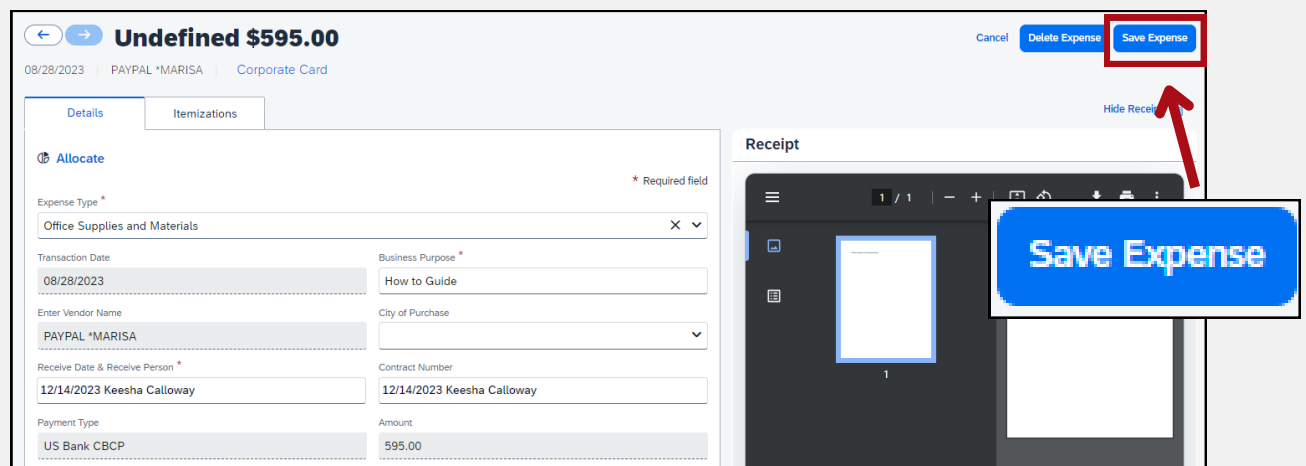 Undefined $595.00
Cancel
Delete Expense
Save Expense
08/28/2023 | PAYPAL *MARISA | Corporate Card
Details
Itemizations
Hide Receip
Allocate
Receipt
* Required field
1 / 1
Expense Type *
Office Supplies and Materials
Save Expense
Transaction Date
Business Purpose *
08/28/2023
How to Guide
Enter Vendor Name
City of Purchase
PAYPAL *MARISA
Receive Date & Receive Person *
Contract Number
1
12/14/2023 Keesha Calloway
12/14/2023 Keesha Calloway
Payment Type
Amount
US Bank CBCP
595.00